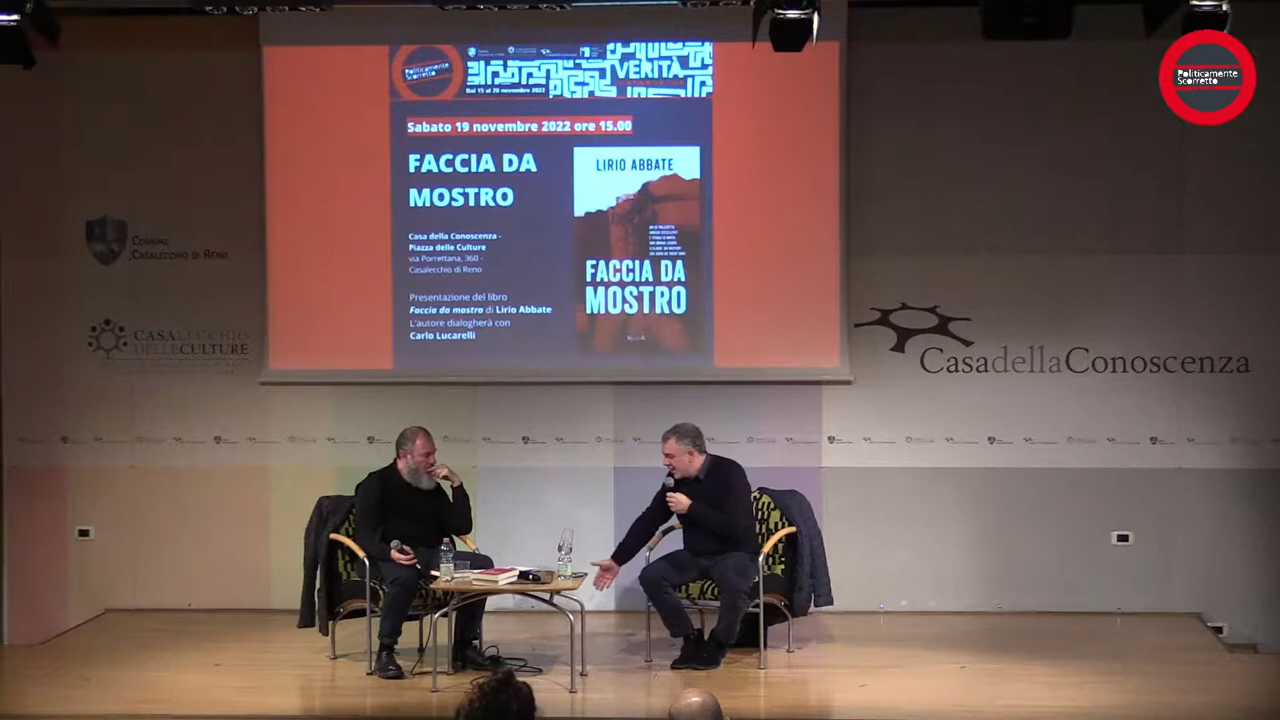 Politicamente
Scorretto
VERITÀ
Dal 15 al 20 novembre 2022
Sabato 19 novembre 2022 ore 15.00
FACCIA DA
MOSTRO
Casa della Conoscenza -
Piazza delle Culture
via Porrettana, 360 -
Casalecchio di Reno
Presentazione del libro
Faccia da mostro di Lirio Abbate
L'autore dialogherà con
Carlo Lucarelli
LIRIO ABBATE
FACCIA DA
MOSTRO
Politicamente
Scorretto
COMUNE
CASALECCHIO DI RENO
CASALECCHIO
DELLECULTURE
CasadellaConoscenza